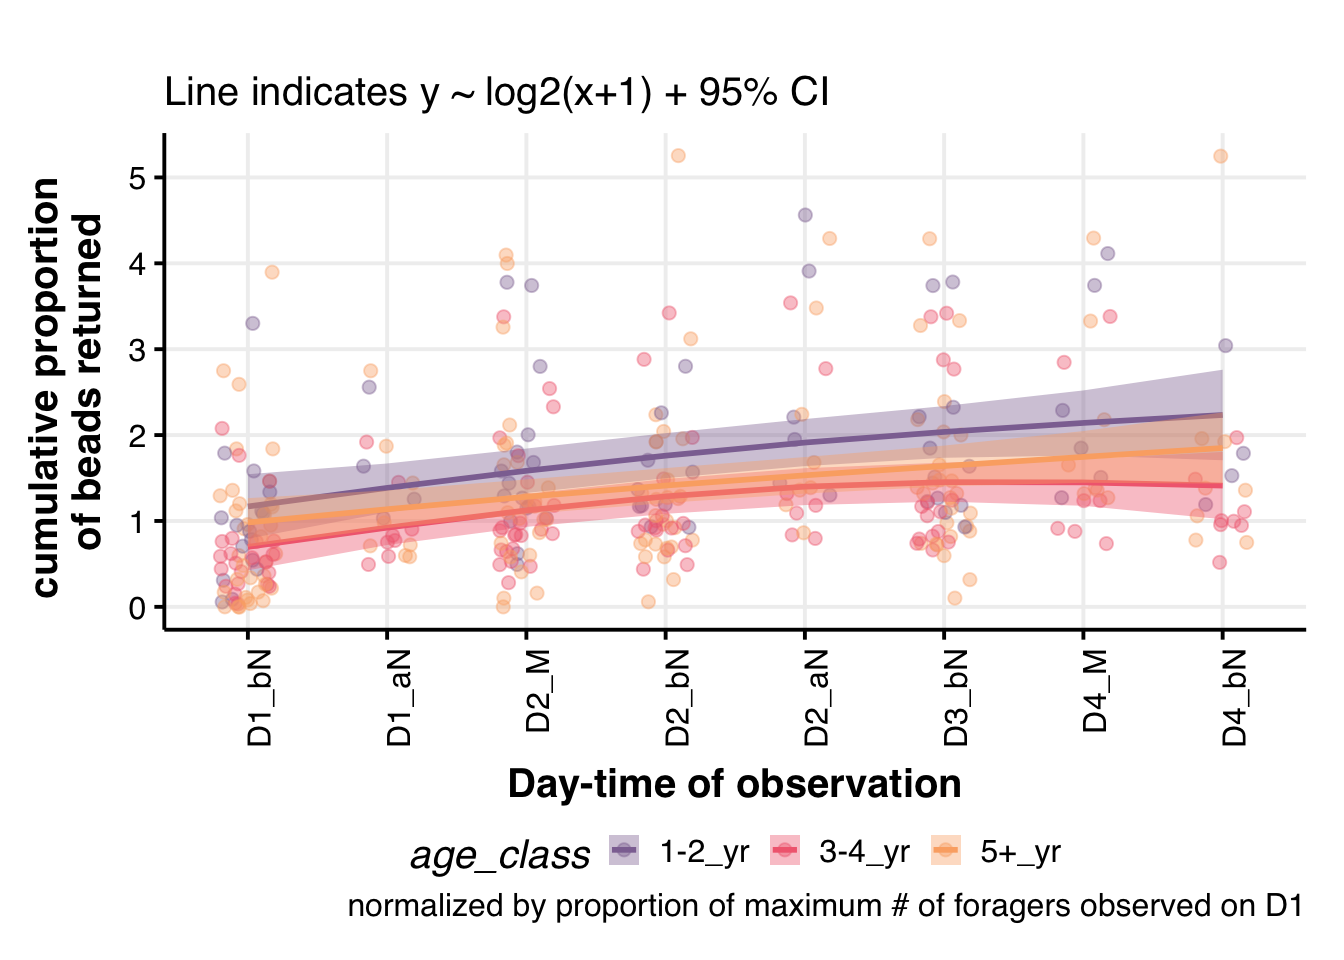 Line indicates y ~ log2(x+1) + 95% CI
cumulative proportion
of beads returned
5
4
3
2
1
0
D1_bN
D1_aN
D2_M
D2_bN
D2_aN
D3_bN
D4_M
D4_bN
Day-time of observation
age_class 1-2_yr 3-4_yr 5+_yr
normalized by proportion of maximum # of foragers observed on D1